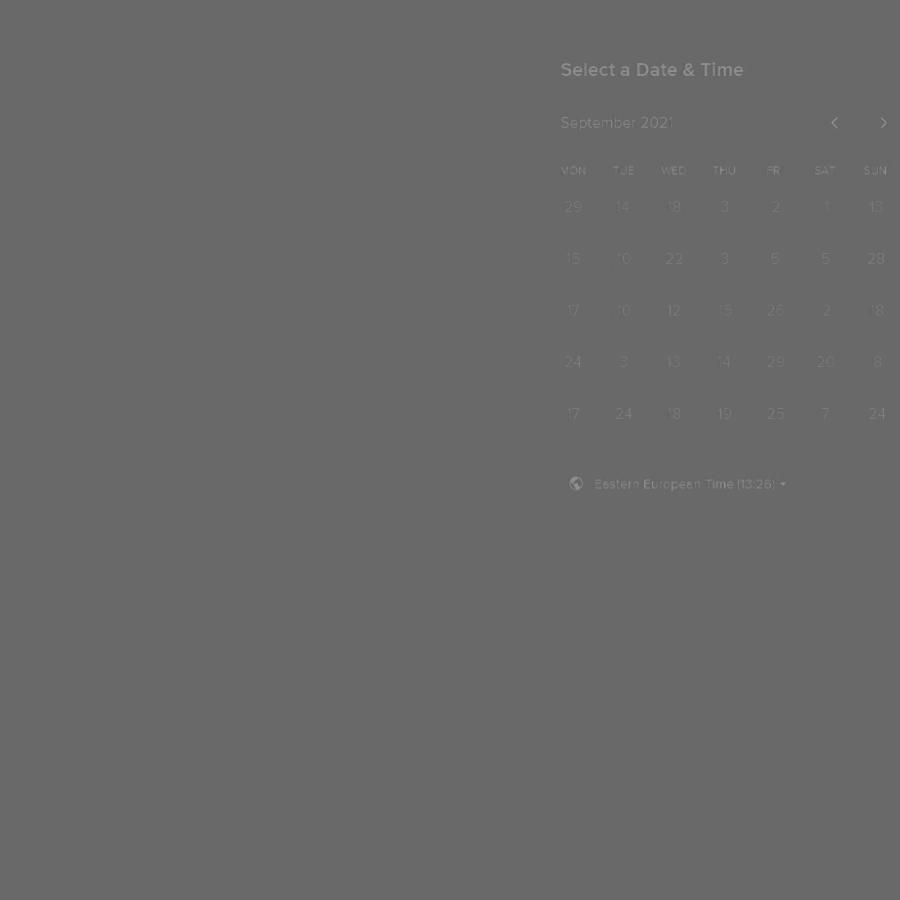 Select a Date & Time
September 2021
MON TUE WED THU FRI SAT SUN
29 14 18 3 2 1 13
15 10 22 3 5 5 28
17 10 12 15 26 2 18
24 3 13 14 29 20 8
17 24 18 19 25 7 24
Eastern European Time (13:26)